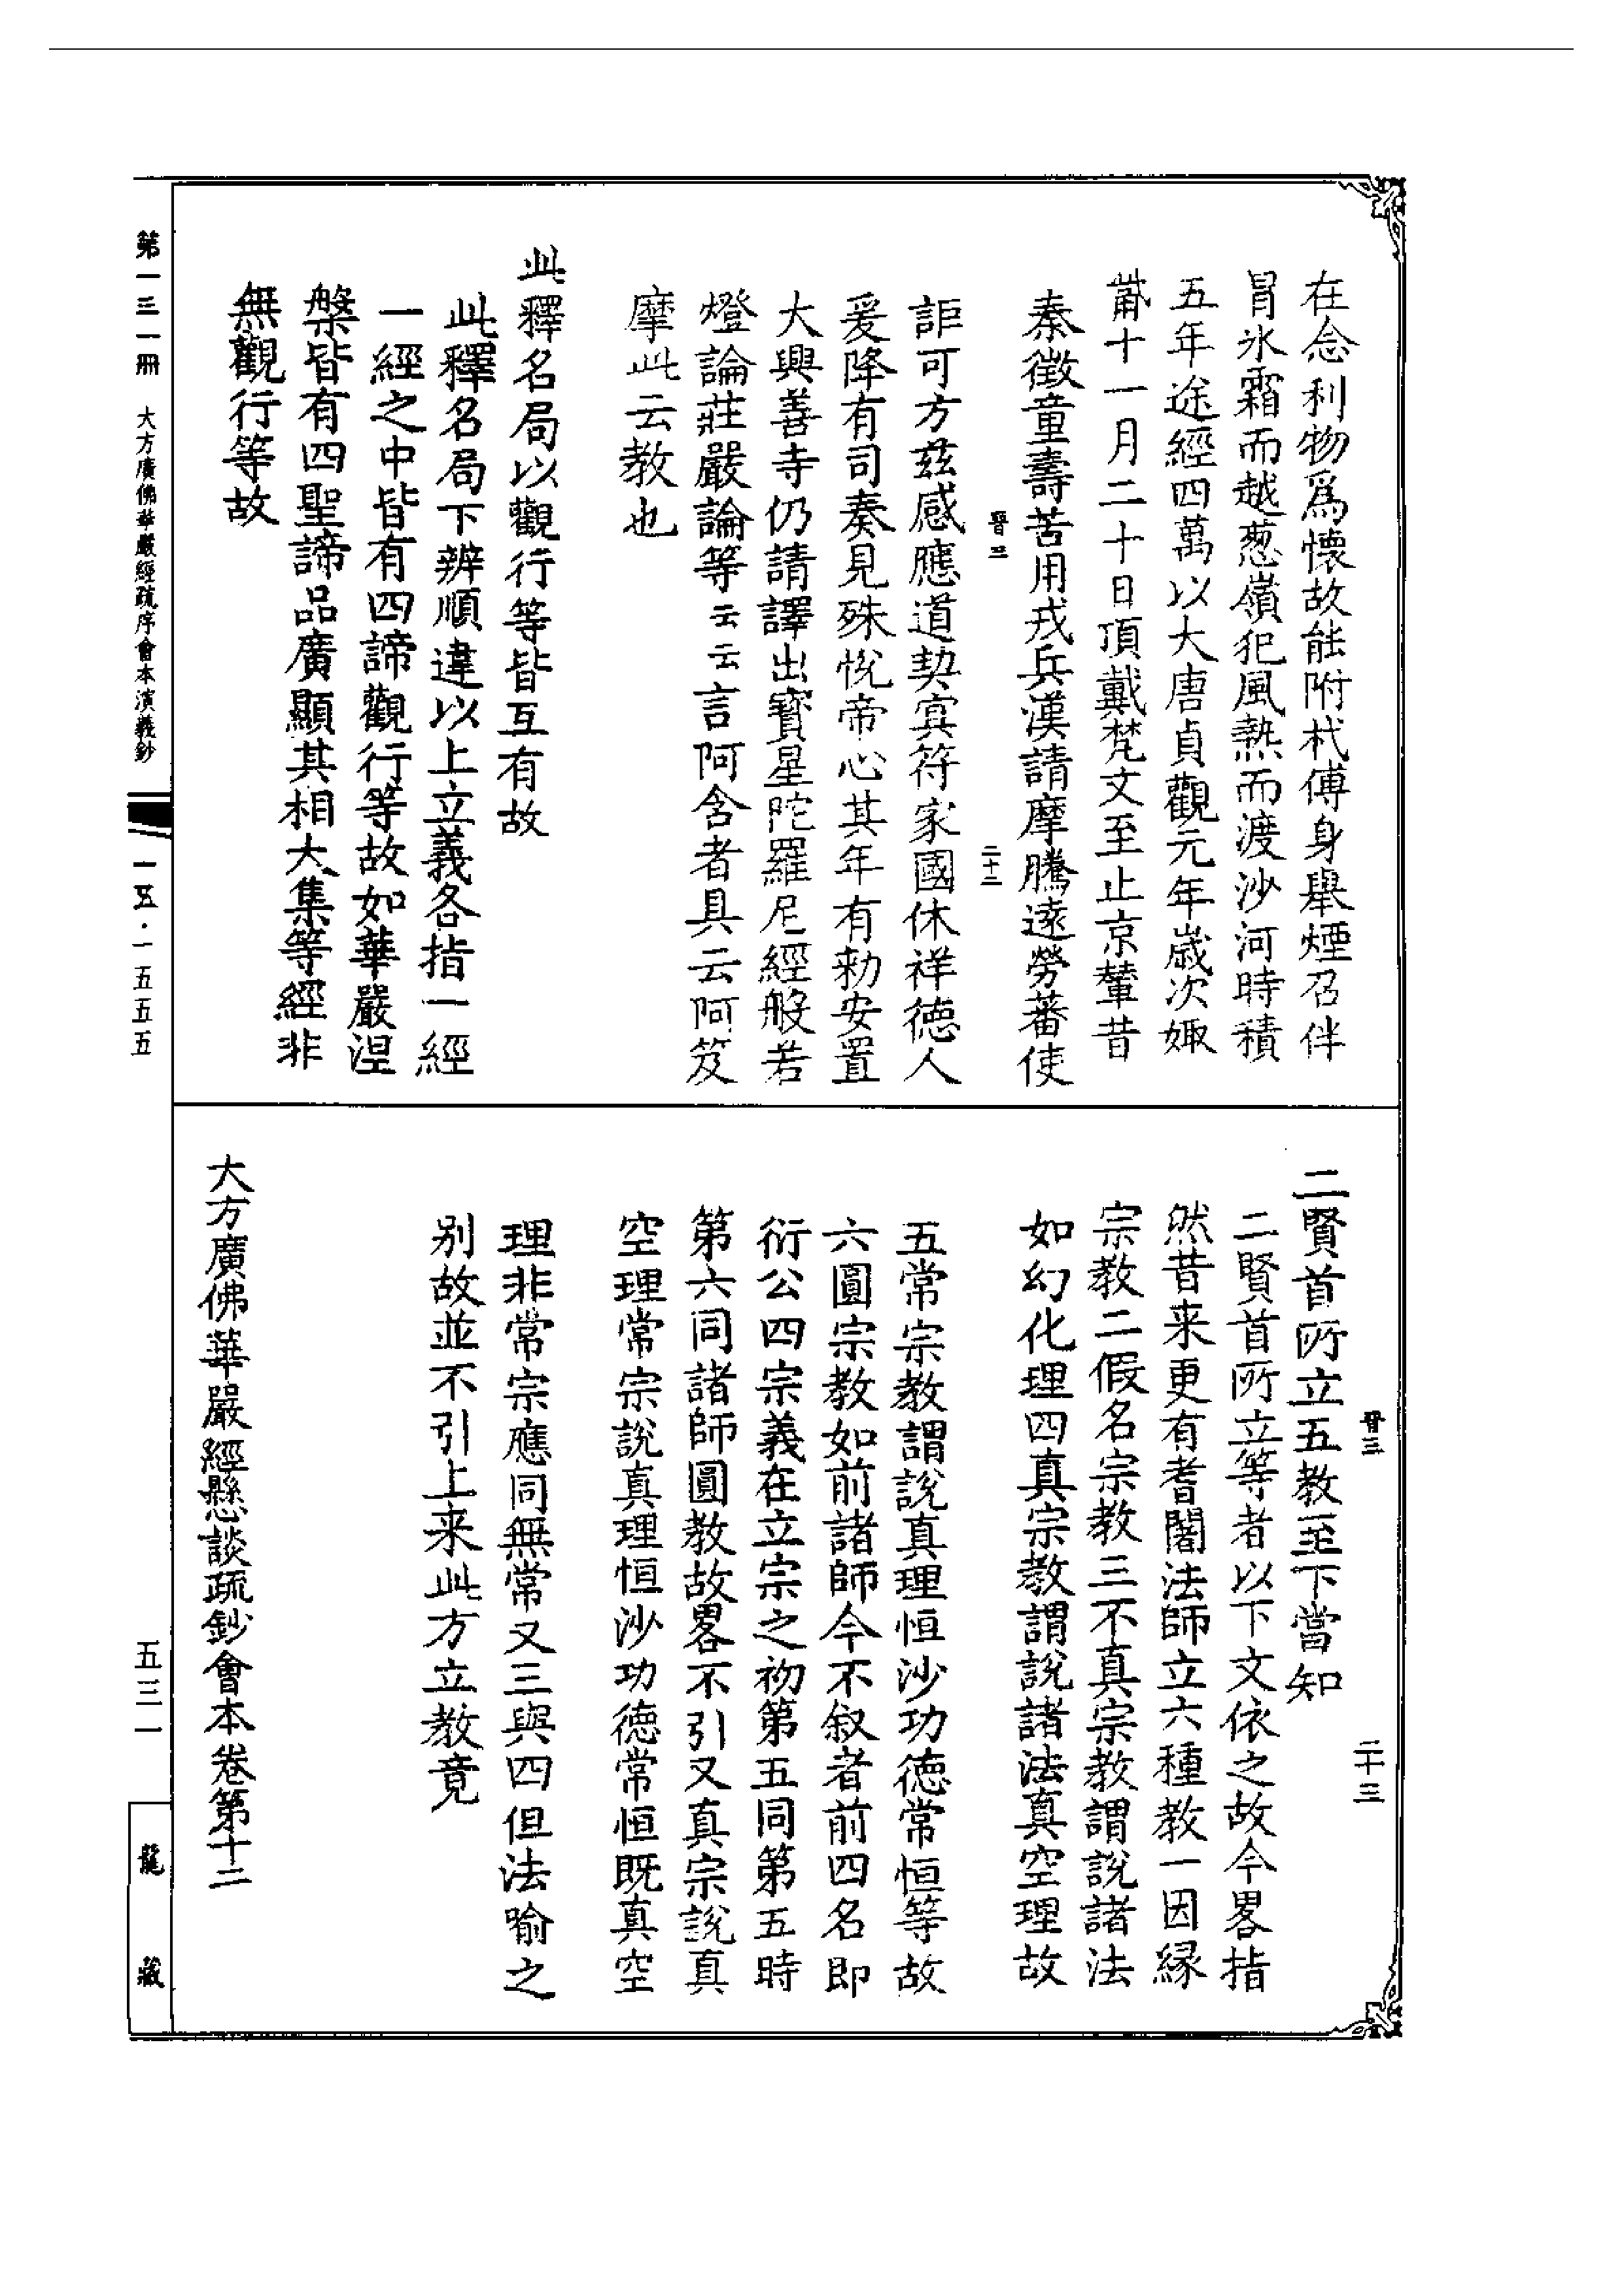 在念利物爲懷故能附杙傅身舉煙召伴
冒氷霜而越葱嶺犯風熱而渡沙河時積
五年途經四萬以大唐貞觀元年歲次娵
觜十一月二十日頂戴梵文至止京輦昔
秦徵童壽苦用戎兵漢請摩騰遠勞蕃使
晉三 二十三
詎可方茲感應道契寘符家國休祥德人
爰降有司奏見殊悅帝心其年有勑安置
大興善寺仍請譯出寳星陀羅尼經般若
燈論莊嚴論等云云言阿含者具云阿笈
摩此云教也
此釋名局以觀行等皆互有故
此釋名局下辨順違以上立義各指一經
一經之中皆有四諦觀行等故如華嚴涅
槃皆有四聖諦品廣顯其相大集等經非
無觀行等故
晉三 二十三
二賢首所立五教至下當知
二賢首所立等者以下文依之故今畧指
然昔来更有耆闍法師立六種教一因縁
宗教二假名宗教三不真宗教謂說諸法
如幻化理四真宗教謂說諸法真空理故
五常宗教謂說真理恒沙功德常恒等故
六圓宗教如前諸師今不叙者前四名即
衍公四宗義在立宗之初第五同第五時
第六同諸師圓教故畧不引又真宗說真
空理常宗說真理恒沙功德常恒既真空
理非常宗應同無常又三與四但法喻之
别故並不引上来此方立教竟
大方廣佛華嚴經懸談疏鈔會本卷第十二
第一三一册 大方廣佛華嚴經疏序會本演義鈔
一五·一五五五
五三一
龍藏